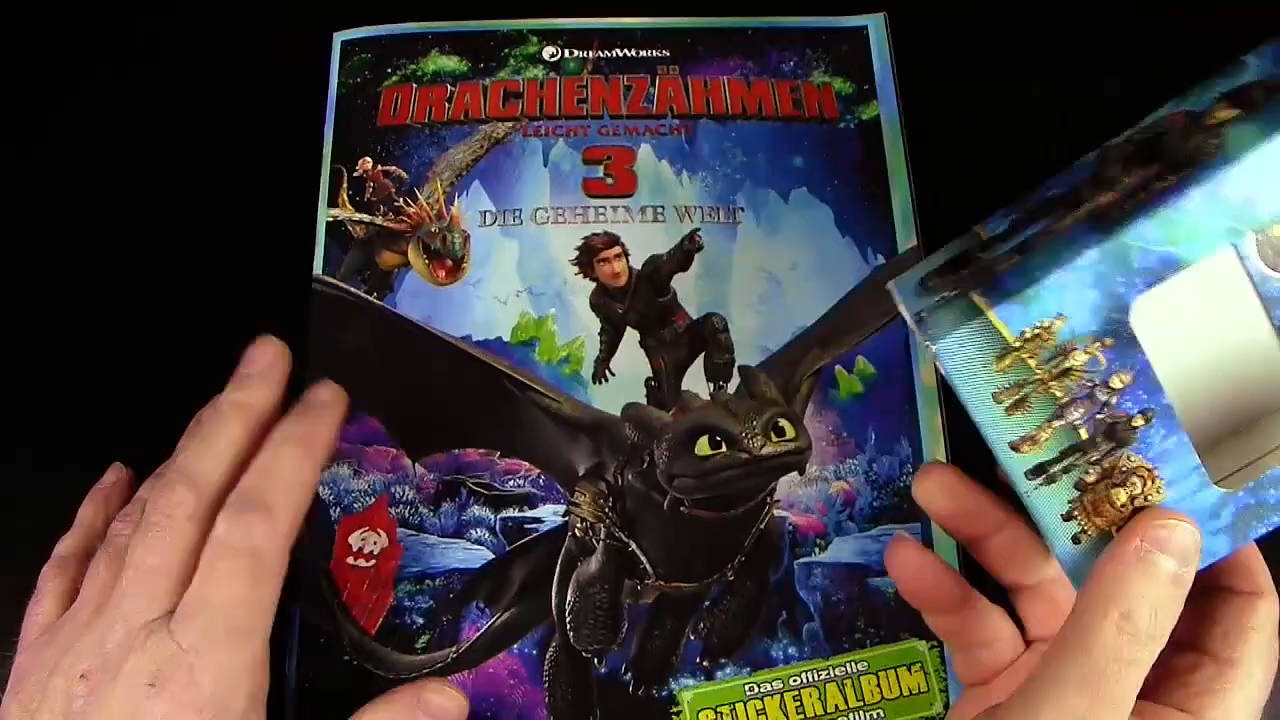 DREAMWORKS
DRACHENZÄHMEN
LEICHT GEMACHT
3
DIE GEHEIME WELT
Das offizielle
STICKERALBUM